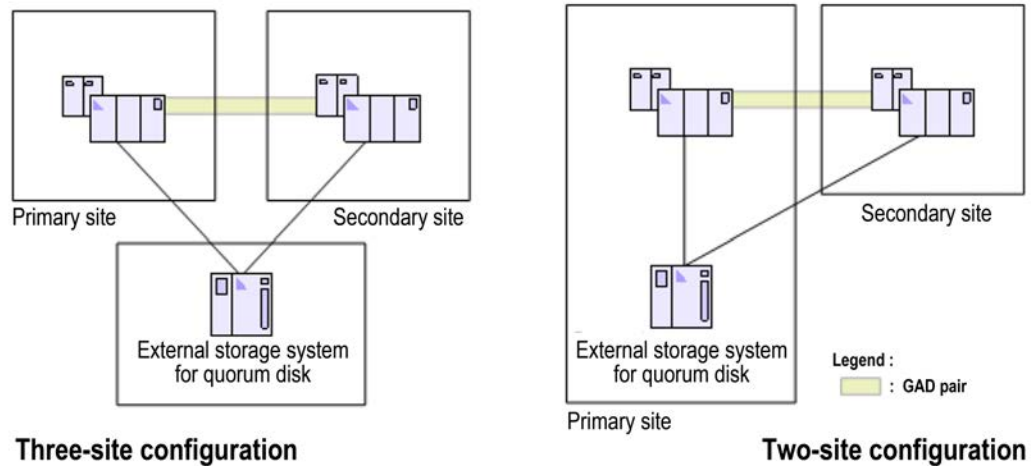 Primary site
Secondary site
External storage system
for quorum disk
Three-site configuration
Secondary site
External storage system
for quorum disk
Primary site
Legend :
: GAD pair
Two-site configuration